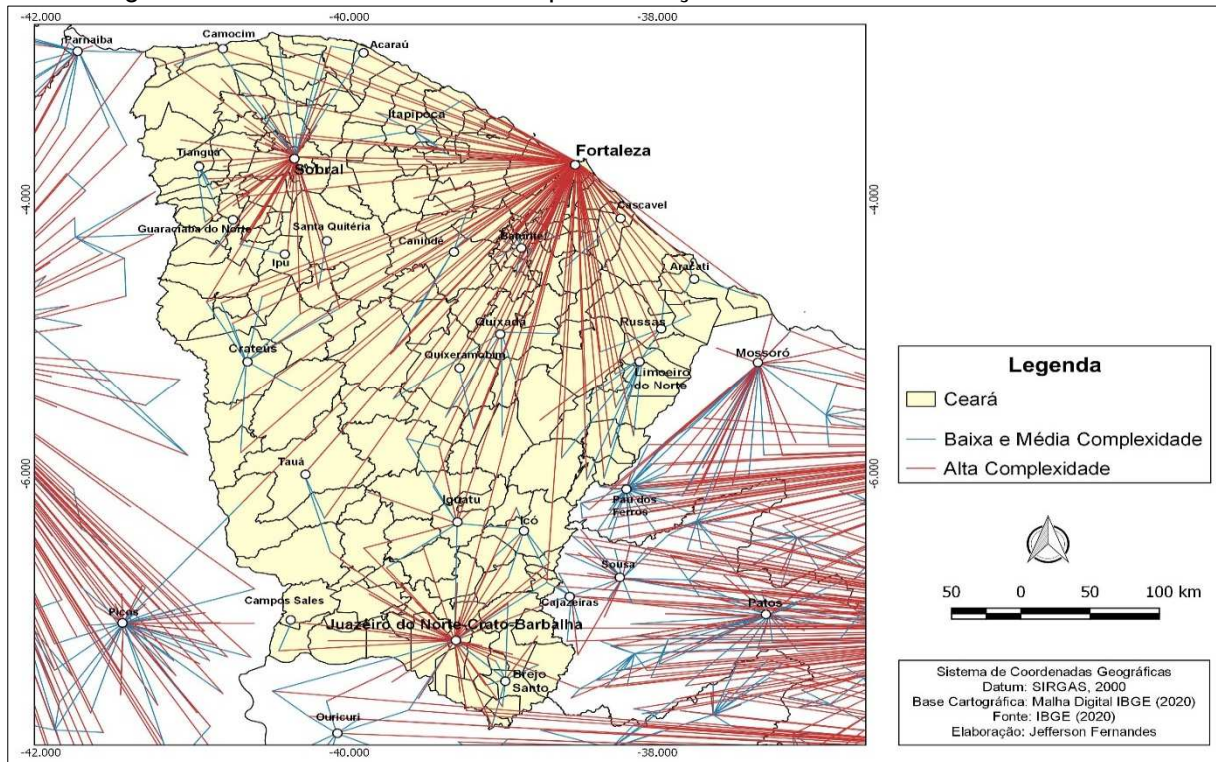 -42.000
-40.000
-38.000
Parnaíba
Camocim
Acaraú
Itapipoca
Fortaleza
Tianguá
Sobral
-4.000
-4.000
Cascavel
Guaraciaba do Norte
Santa Quitéria
Canindé
Baturité
Ipu
Aracati
Quixadá
Russas
Crateús
Quixeramobim
Limoeiro
do Norte
Mossoró
Legenda
Ceará
Baixa e Média Complexidade
Alta Complexidade
-6.000
-6.000
Tauá
Iguatu
Icó
Pau dos
Ferros
Sousa
Cajazeiras
Campos Sales
Picos
Patos
Juazeiro do Norte-Crato-Barbalha
Brejo
Santo
Ouricuri
50 0 50 100 km
Sistema de Coordenadas Geográficas
Datum: SIRGAS, 2000
Base Cartográfica: Malha Digital IBGE (2020)
Fonte: IBGE (2020)
Elaboração: Jefferson Fernandes
-42.000
-40.000
-38.000